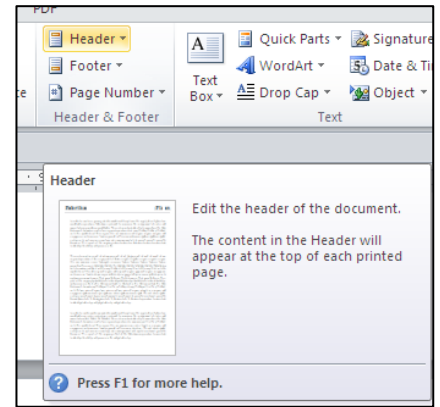 PDF
Header Quick Parts Signature
Footer WordArt Date & Ti
Page Number Text Box Drop Cap Object
Header & Footer Text
Header
Edit the header of the document.
The content in the Header will
appear at the top of each printed
page.
Press F1 for more help.